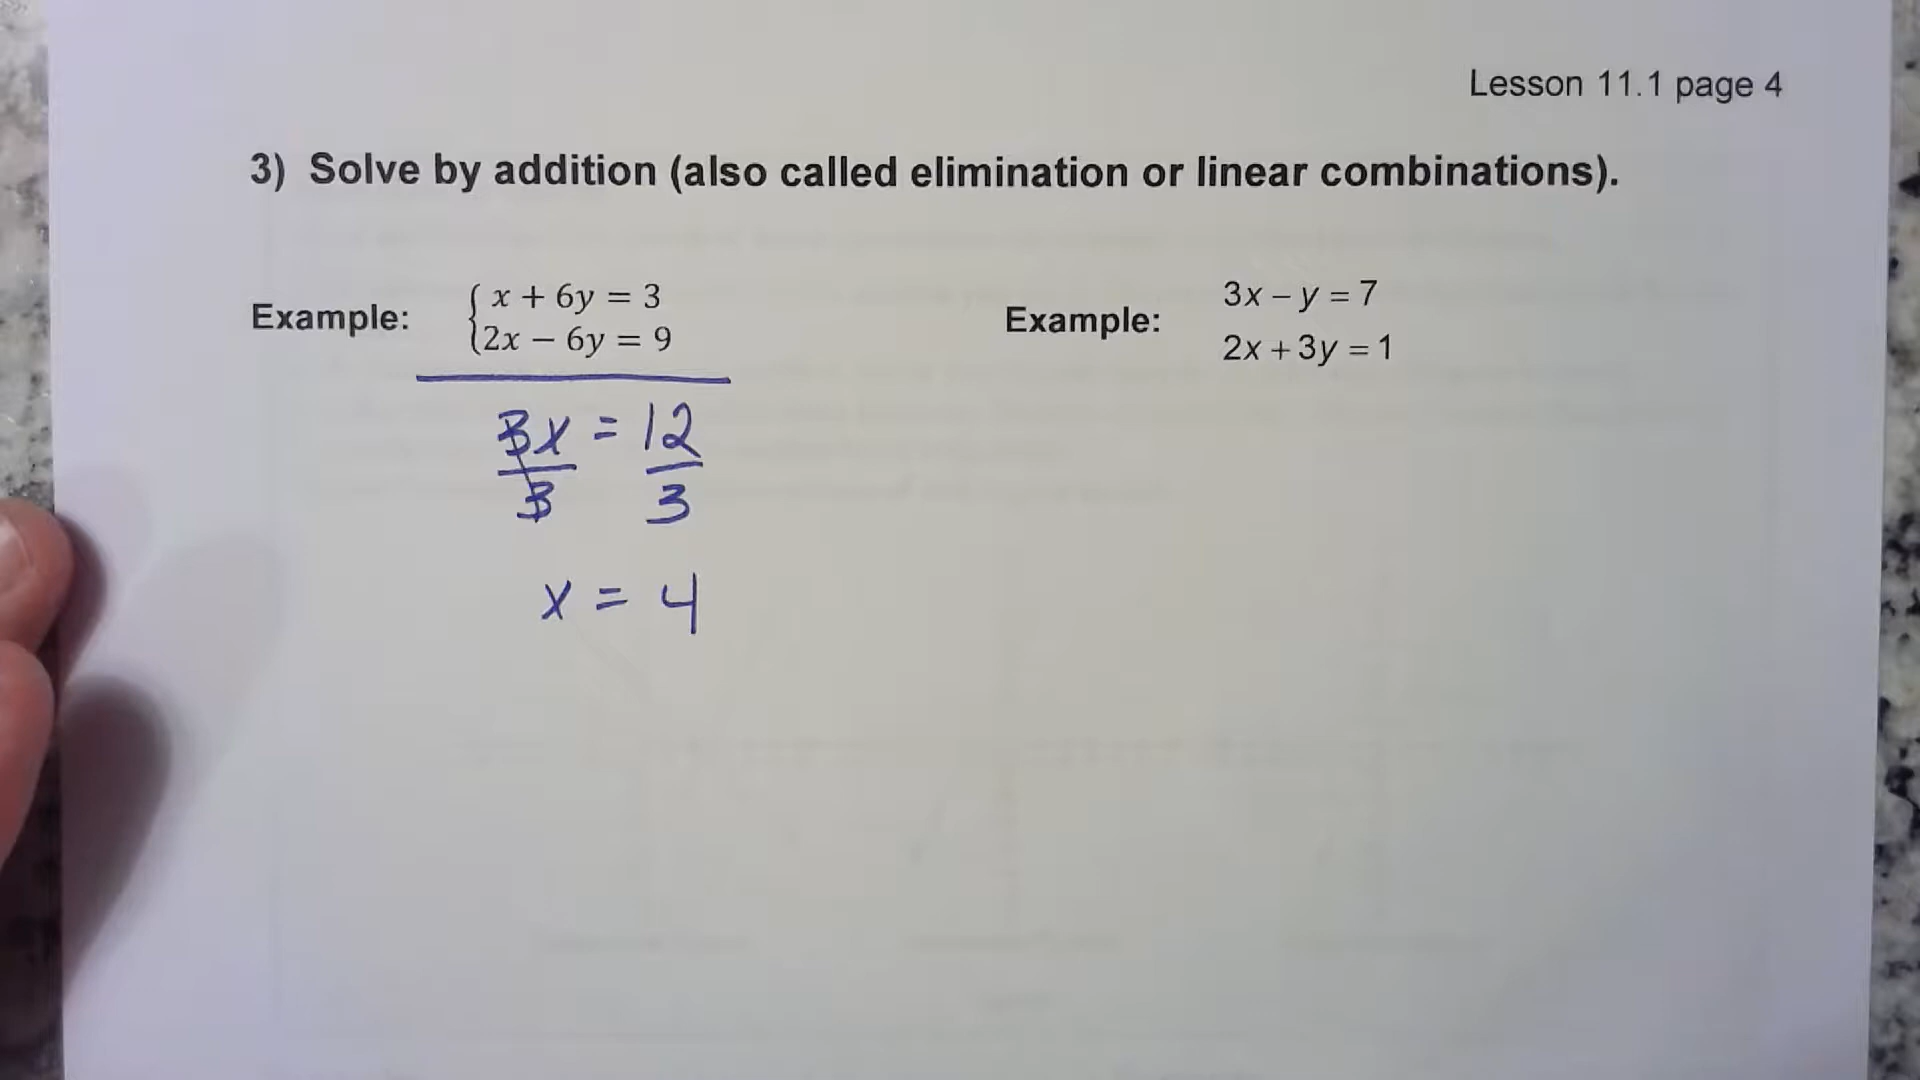 Lesson 11.1 page 4
3) Solve by addition (also called elimination or linear combinations).
Example:
x + 6y = 3
2x − 6y = 9
3x = 12
3 3
x = 4
Example:
3x – y = 7
2x + 3y = 1